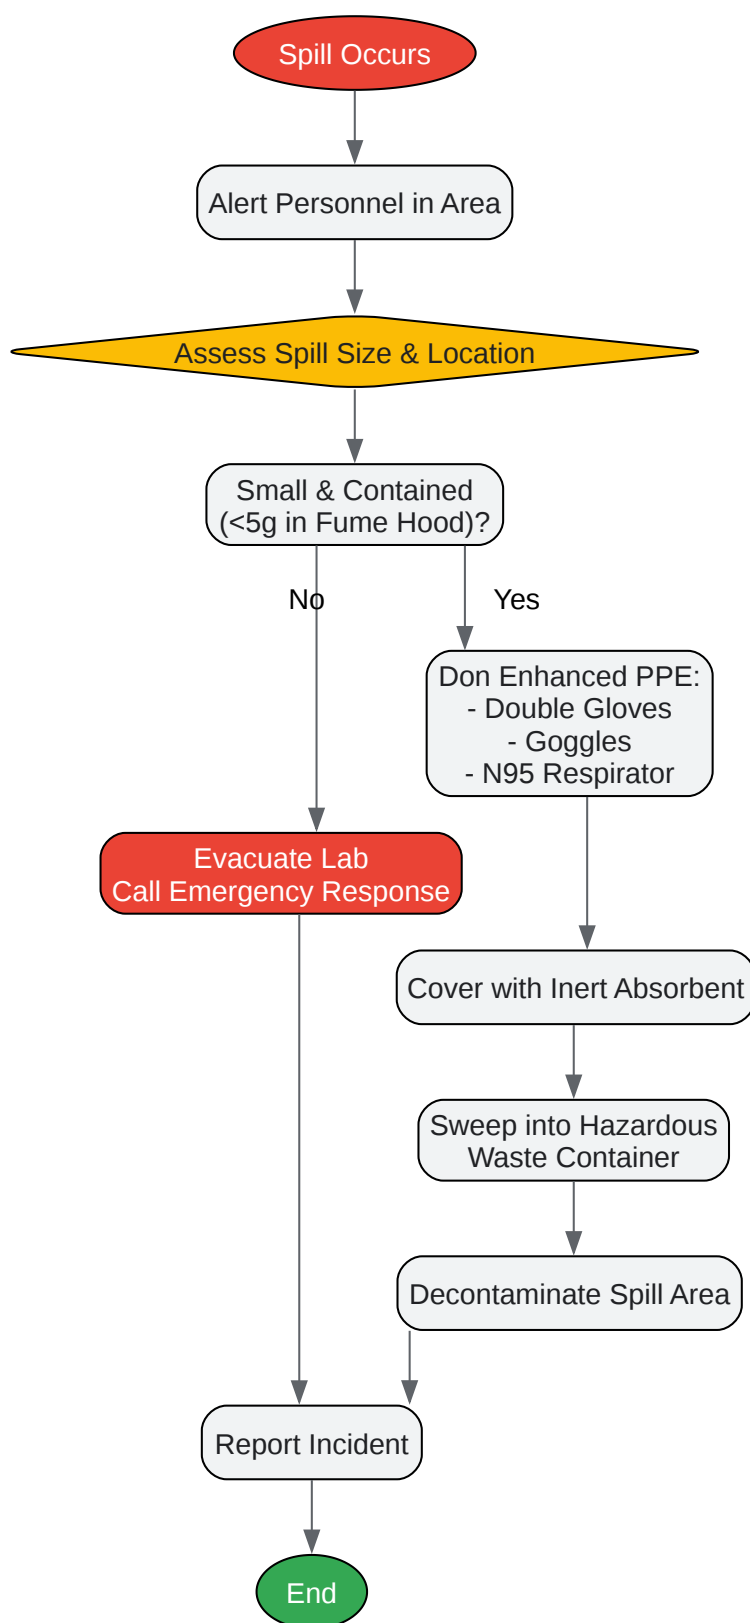 Spill Occurs
Alert Personnel in Area
Assess Spill Size & Location
Small & Contained
(<5g in Fume Hood)?
No
Yes
Don Enhanced PPE:
- Double Gloves
- Goggles
- N95 Respirator
Evacuate Lab
Call Emergency Response
Cover with Inert Absorbent
Sweep into Hazardous
Waste Container
Decontaminate Spill Area
Report Incident
End